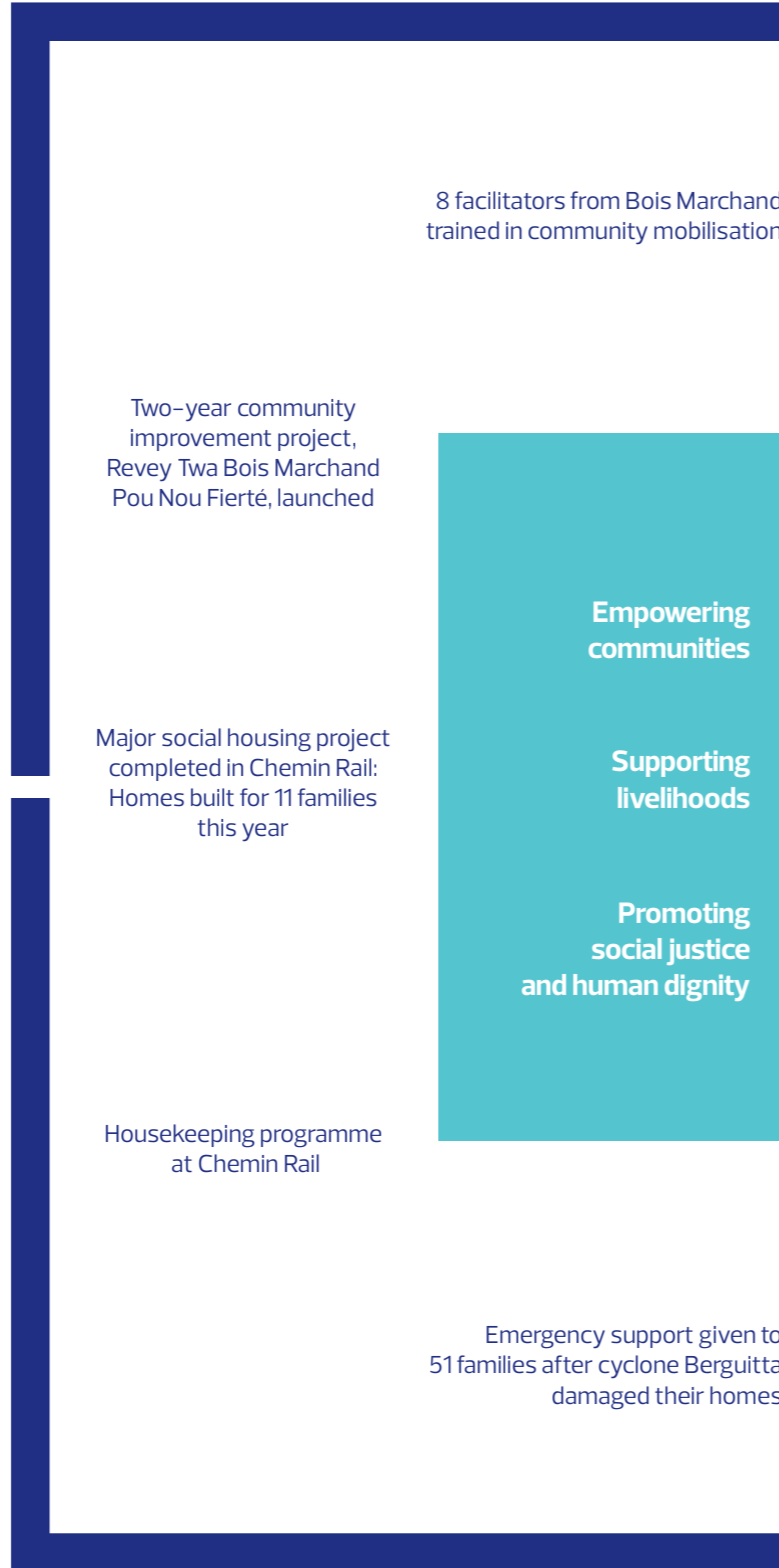 8 facilitators from Bois Marchand
trained in community mobilisation
Two-year community
improvement project,
Revey Twa Bois Marchand
Pou Nou Fierté, launched
Empowering
communities
Major social housing project
completed in Chemin Rail:
Homes built for 11 families
this year
Supporting
livelihoods
Promoting
social justice
and human dignity
Housekeeping programme
at Chemin Rail
Emergency support given to
51 families after cyclone Berguitta
damaged their homes